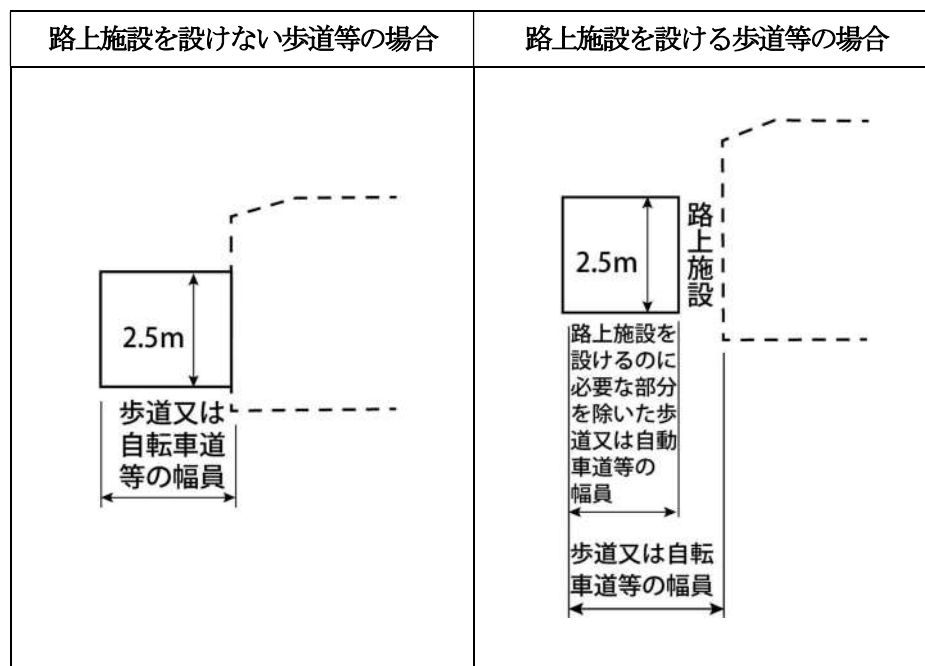 路上施設を設けない歩道等の場合
路上施設を設ける歩道等の場合
2.5m
歩道又は
自転車道
等の幅員
2.5m
路上施設
路上施設を
設けるのに
必要な部分
を除いた歩
道又は自動
車道等の
幅員
歩道又は自転
車道等の幅員